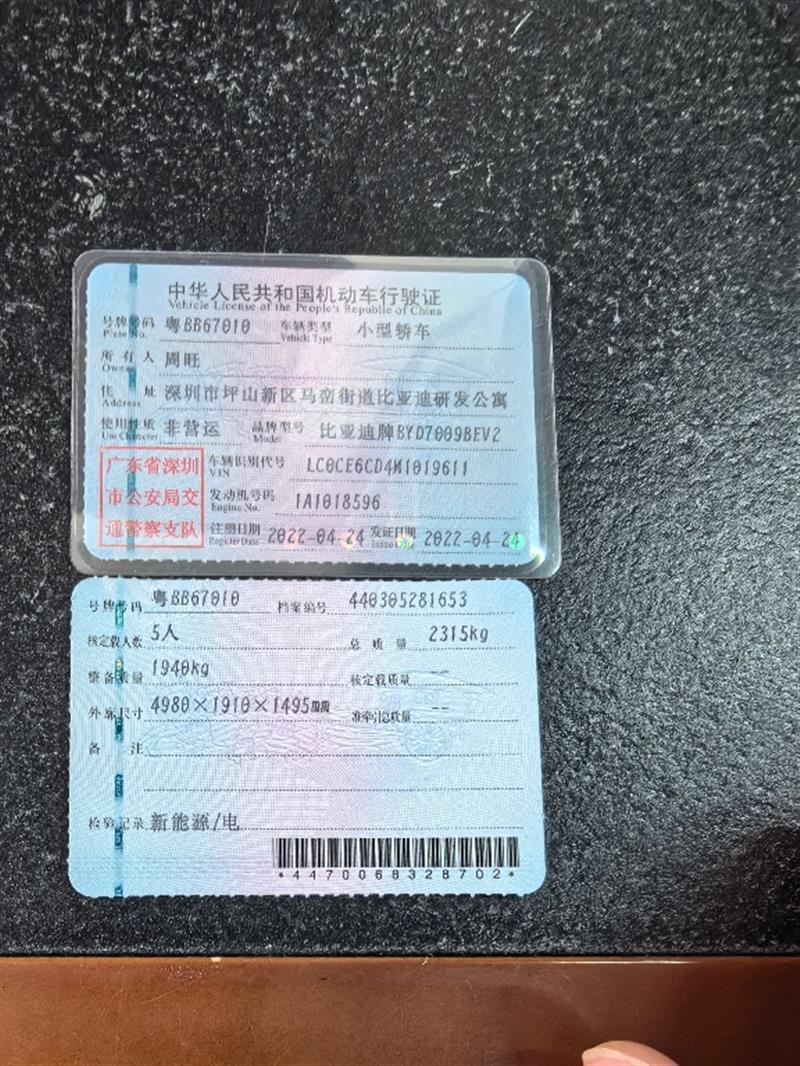 中华人民共和国机动车行驶证
Vehicle License of the People's Republic of China
号牌号码 粤BB67010 车辆类型 小型轿车
Plate No. Vehicle Type
所有人 周旺
Owner
住 址 深圳市坪山新区马峦街道比亚迪研发公寓
Address
使用性质 非营运 品牌型号 比亚迪牌BYD7009BEV2
Use Character Model
广东省深圳
市公安局交
通警察支队
车辆识别代号 LC0CE6CD4N1019611
VIN
发动机号码 1A1018596
Engine No.
注册日期 2022-04-24 发证日期 2022-04-24
Register Date Issue Date
号牌号码 粤BB67010 档案编号 440305281653
核定载人数 5人 总质量 2315kg
整备质量 1940kg 核定载质量 --
外廓尺寸 4980×1910×1495mm 准牵引总质量 --
备 注
检验记录 新能源/电
*4470068328702*